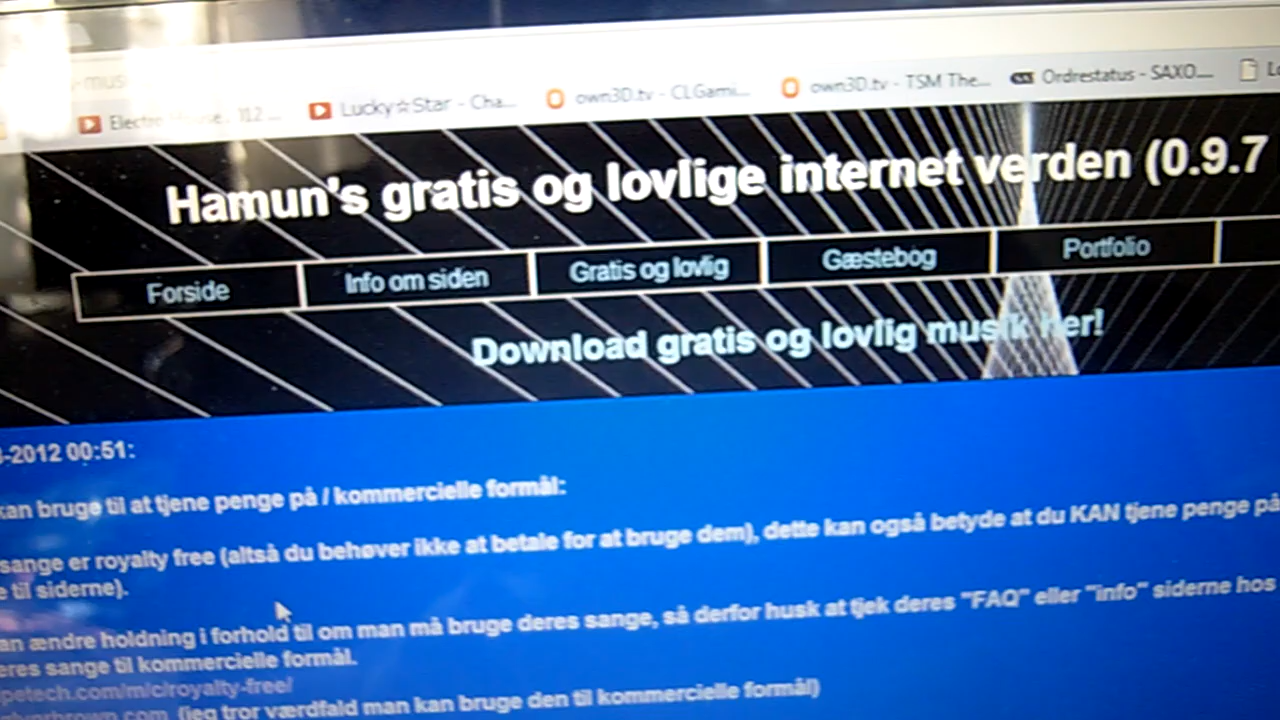 Lucky☆Star - Cha...
own3D.tv - CLGami...
own3D.tv - TSM The...
Ordrestatus - SAXO....
Hamun's gratis og lovlige internet verden (0.9.7
Forside
Info om siden
Gratis og lovlig
Gæstebog
Portfolio
Download gratis og lovlig musik her!
-2012 00:51:
kan bruge til at tjene penge på / kommercielle formål:
sange er royalty free (altså du behøver ikke at betale for at bruge dem), dette kan også betyde at du KAN tjene penge på
e til siderne).
an ændre holdning i forhold til om man må bruge deres sange, så derfor husk at tjek deres "FAQ" eller "info" siderne hos
eres sange til kommercielle formål.
petech.com/m/c/royalty-free/
(jeg tror værdfald man kan bruge den til kommercielle formål)